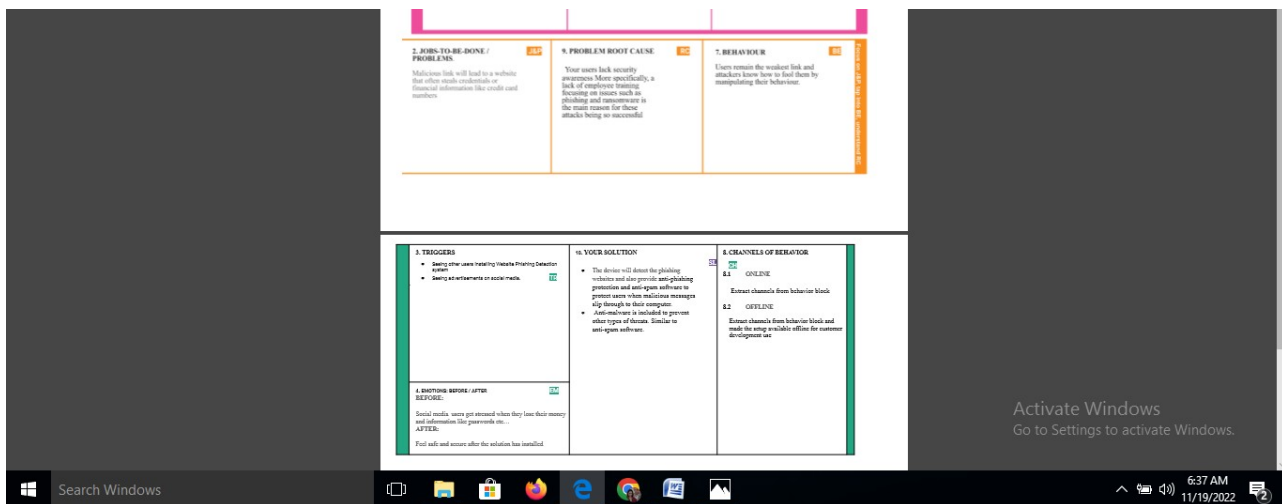 2. JOBS-TO-BE-DONE /
PROBLEMS
J&P
Malicious link will lead to a website
that often steals credentials or
financial information like credit card
numbers
9. PROBLEM ROOT CAUSE
RC
Your users lack security
awareness More specifically, a
lack of employee training
focusing on issues such as
phishing and ransomware is
the main reason for these
attacks being so successful
7. BEHAVIOUR
BE
Users remain the weakest link and
attackers know how to fool them by
manipulating their behaviour.
Focus on J&P, tap into BE, understand RC
3. TRIGGERS
Seeing other users installing Website Phishing Detection
system
Seeing advertisements on social media.
TR
4. EMOTIONS: BEFORE / AFTER
EM
BEFORE:
Social media users get stressed when they lose their money
and information like passwords etc…
AFTER:
Feel safe and secure after the solution has installed
10. YOUR SOLUTION
SL
The device will detect the phishing
websites and also provide anti-phishing
protection and anti-spam software to
protect users when malicious messages
slip through to their computer.
Anti-malware is included to prevent
other types of threats. Similar to
anti-spam software.
8. CHANNELS OF BEHAVIOR
CH
8.1 ONLINE
Extract channels from behavior block
8.2 OFFLINE
Extract channels from behavior block and
made the setup available offline for customer
development use
Activate Windows
Go to Settings to activate Windows.
Search Windows
6:37 AM
11/19/2022
2